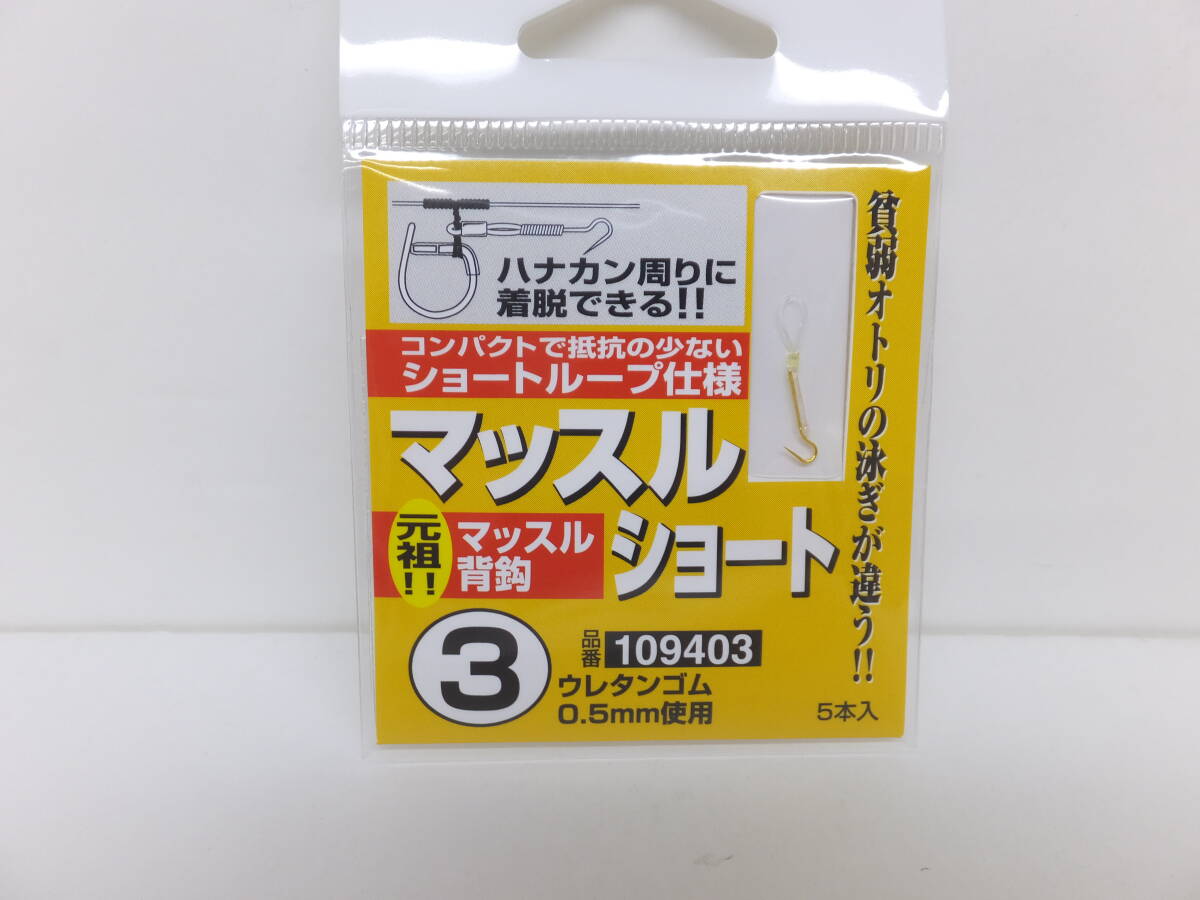 ハナカン周りに
着脱できる!!
コンパクトで抵抗の少ない
ショートループ仕様
マッスル
ショート
元祖!!
マッスル
背鈎
貧弱オトリの泳ぎが違う!!
3
品番 109403
ウレタンゴム
0.5mm使用
5本入